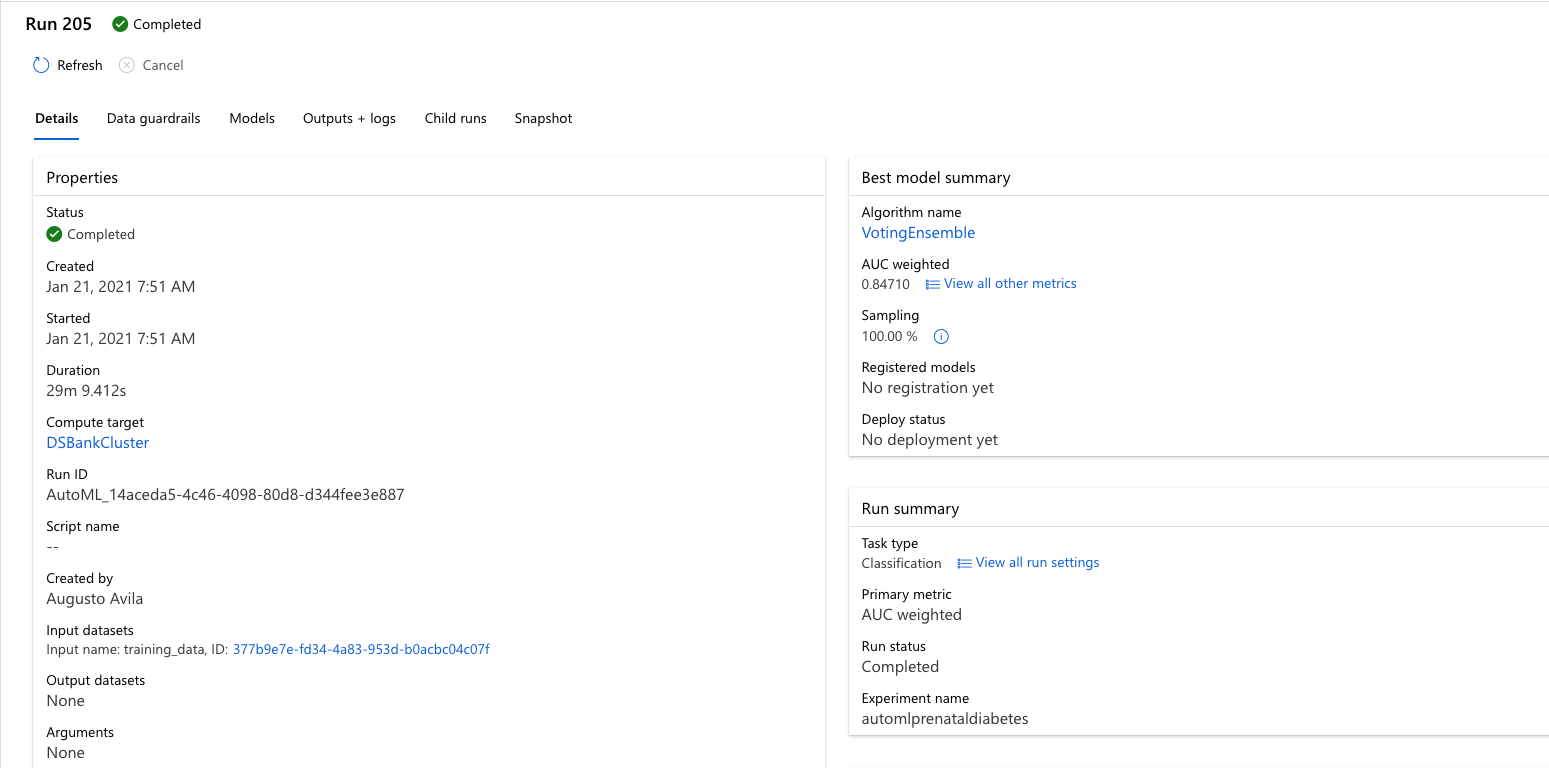 Run 205 Completed
Refresh Cancel
Details Data guardrails Models Outputs + logs Child runs Snapshot
Properties
Status
Completed
Created
Jan 21, 2021 7:51 AM
Started
Jan 21, 2021 7:51 AM
Duration
29m 9.412s
Compute target
DSBankCluster
Run ID
AutoML_14aceda5-4c46-4098-80d8-d344fee3e887
Script name
--
Created by
Augusto Avila
Input datasets
Input name: training_data, ID: 377b9e7e-fd34-4a83-953d-b0acbc04c07f
Output datasets
None
Arguments
None
Best model summary
Algorithm name
VotingEnsemble
AUC weighted
0.84710 View all other metrics
Sampling
100.00 %
Registered models
No registration yet
Deploy status
No deployment yet
Run summary
Task type
Classification View all run settings
Primary metric
AUC weighted
Run status
Completed
Experiment name
automlprenataldiabetes